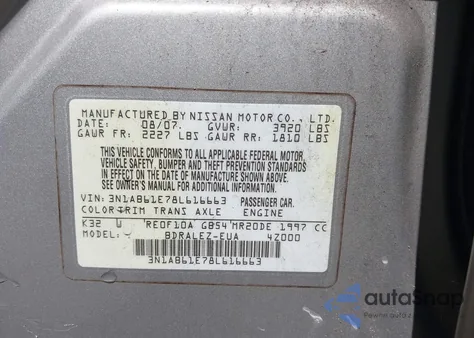 MANUFACTURED BY NISSAN MOTOR CO., LTD.
DATE: 08/07. GVWR: 3920 LBS
GAWR FR: 2227 LBS GAWR RR: 1810 LBS
THIS VEHICLE CONFORMS TO ALL APPLICABLE FEDERAL MOTOR
VEHICLE SAFETY, BUMPER AND THEFT PREVENTION STANDARDS
IN EFFECT ON THE DATE OF MANUFACTURE SHOWN ABOVE.
SEE OWNER'S MANUAL FOR ADDITIONAL INFORMATION.
VIN: 3N1AB61E78L616663 PASSENGER CAR.
COLOR TRIM TRANS AXLE ENGINE
K32 W RE0F10A GB54 MR20DE 1997 CC
MODEL: BDRALEZ-EUA 4Z000
3N1AB61E78L616663
autoSnap